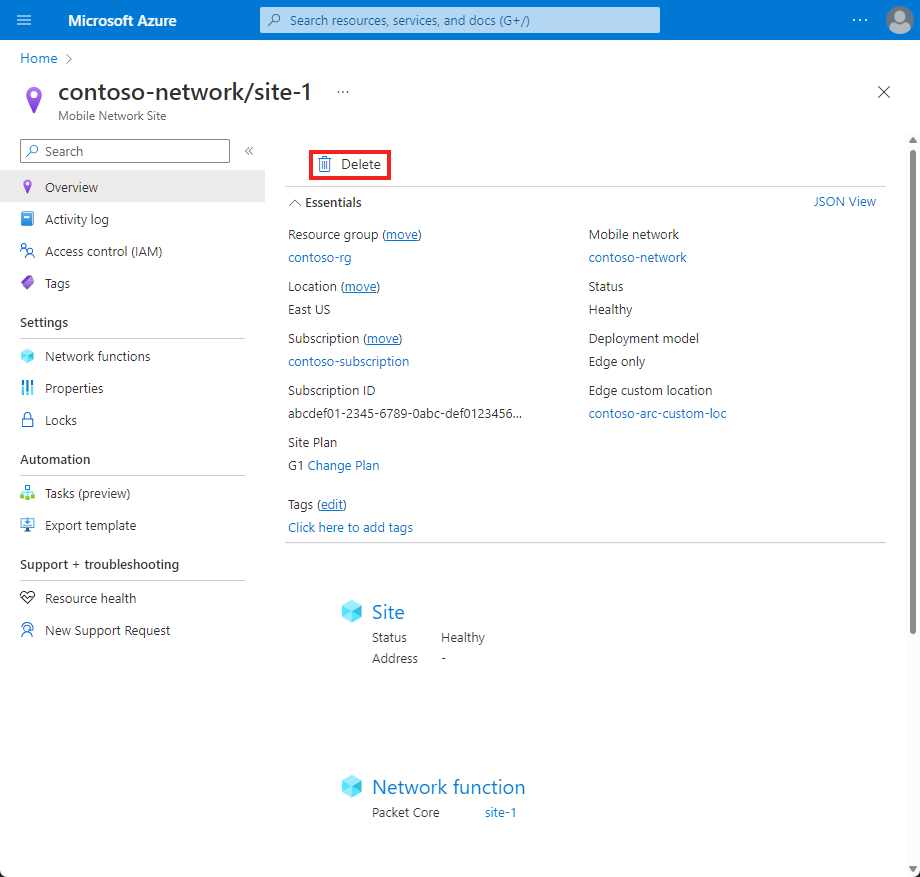 Microsoft Azure
Search resources, services, and docs (G+/)
Home
contoso-network/site-1
Mobile Network Site
Search
Overview
Activity log
Access control (IAM)
Tags
Settings
Network functions
Properties
Locks
Automation
Tasks (preview)
Export template
Support + troubleshooting
Resource health
New Support Request
Delete
Essentials
JSON View
Resource group (move)
contoso-rg
Location (move)
East US
Subscription (move)
contoso-subscription
Subscription ID
abcdef01-2345-6789-0abc-def0123456...
Site Plan
G1 Change Plan
Mobile network
contoso-network
Status
Healthy
Deployment model
Edge only
Edge custom location
contoso-arc-custom-loc
Tags (edit)
Click here to add tags
Site
Status Healthy
Address -
Network function
Packet Core site-1